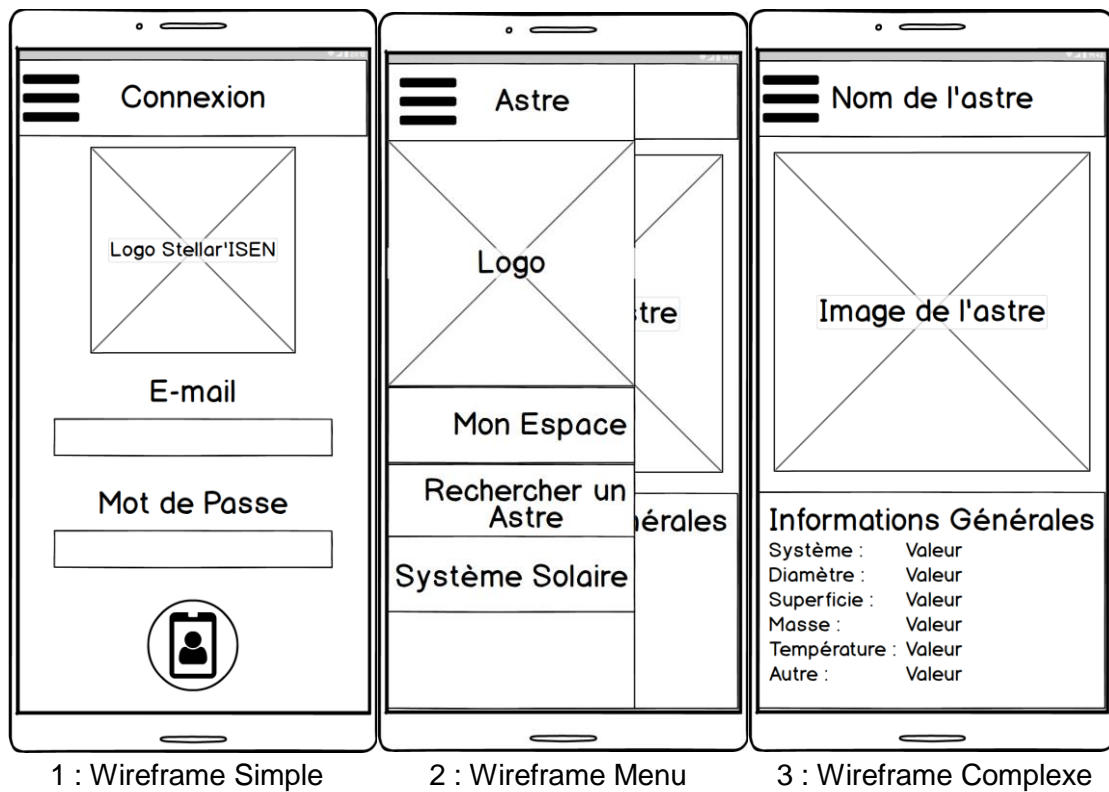 Connexion
Logo Stellar'ISEN
E-mail
Mot de Passe
1 : Wireframe Simple
Astre
Logo
Mon Espace
Rechercher un
Astre
Système Solaire
tre
érales
2 : Wireframe Menu
Nom de l'astre
Image de l'astre
Informations Générales
Système : Valeur
Diamètre : Valeur
Superficie : Valeur
Masse : Valeur
Température : Valeur
Autre : Valeur
3 : Wireframe Complexe